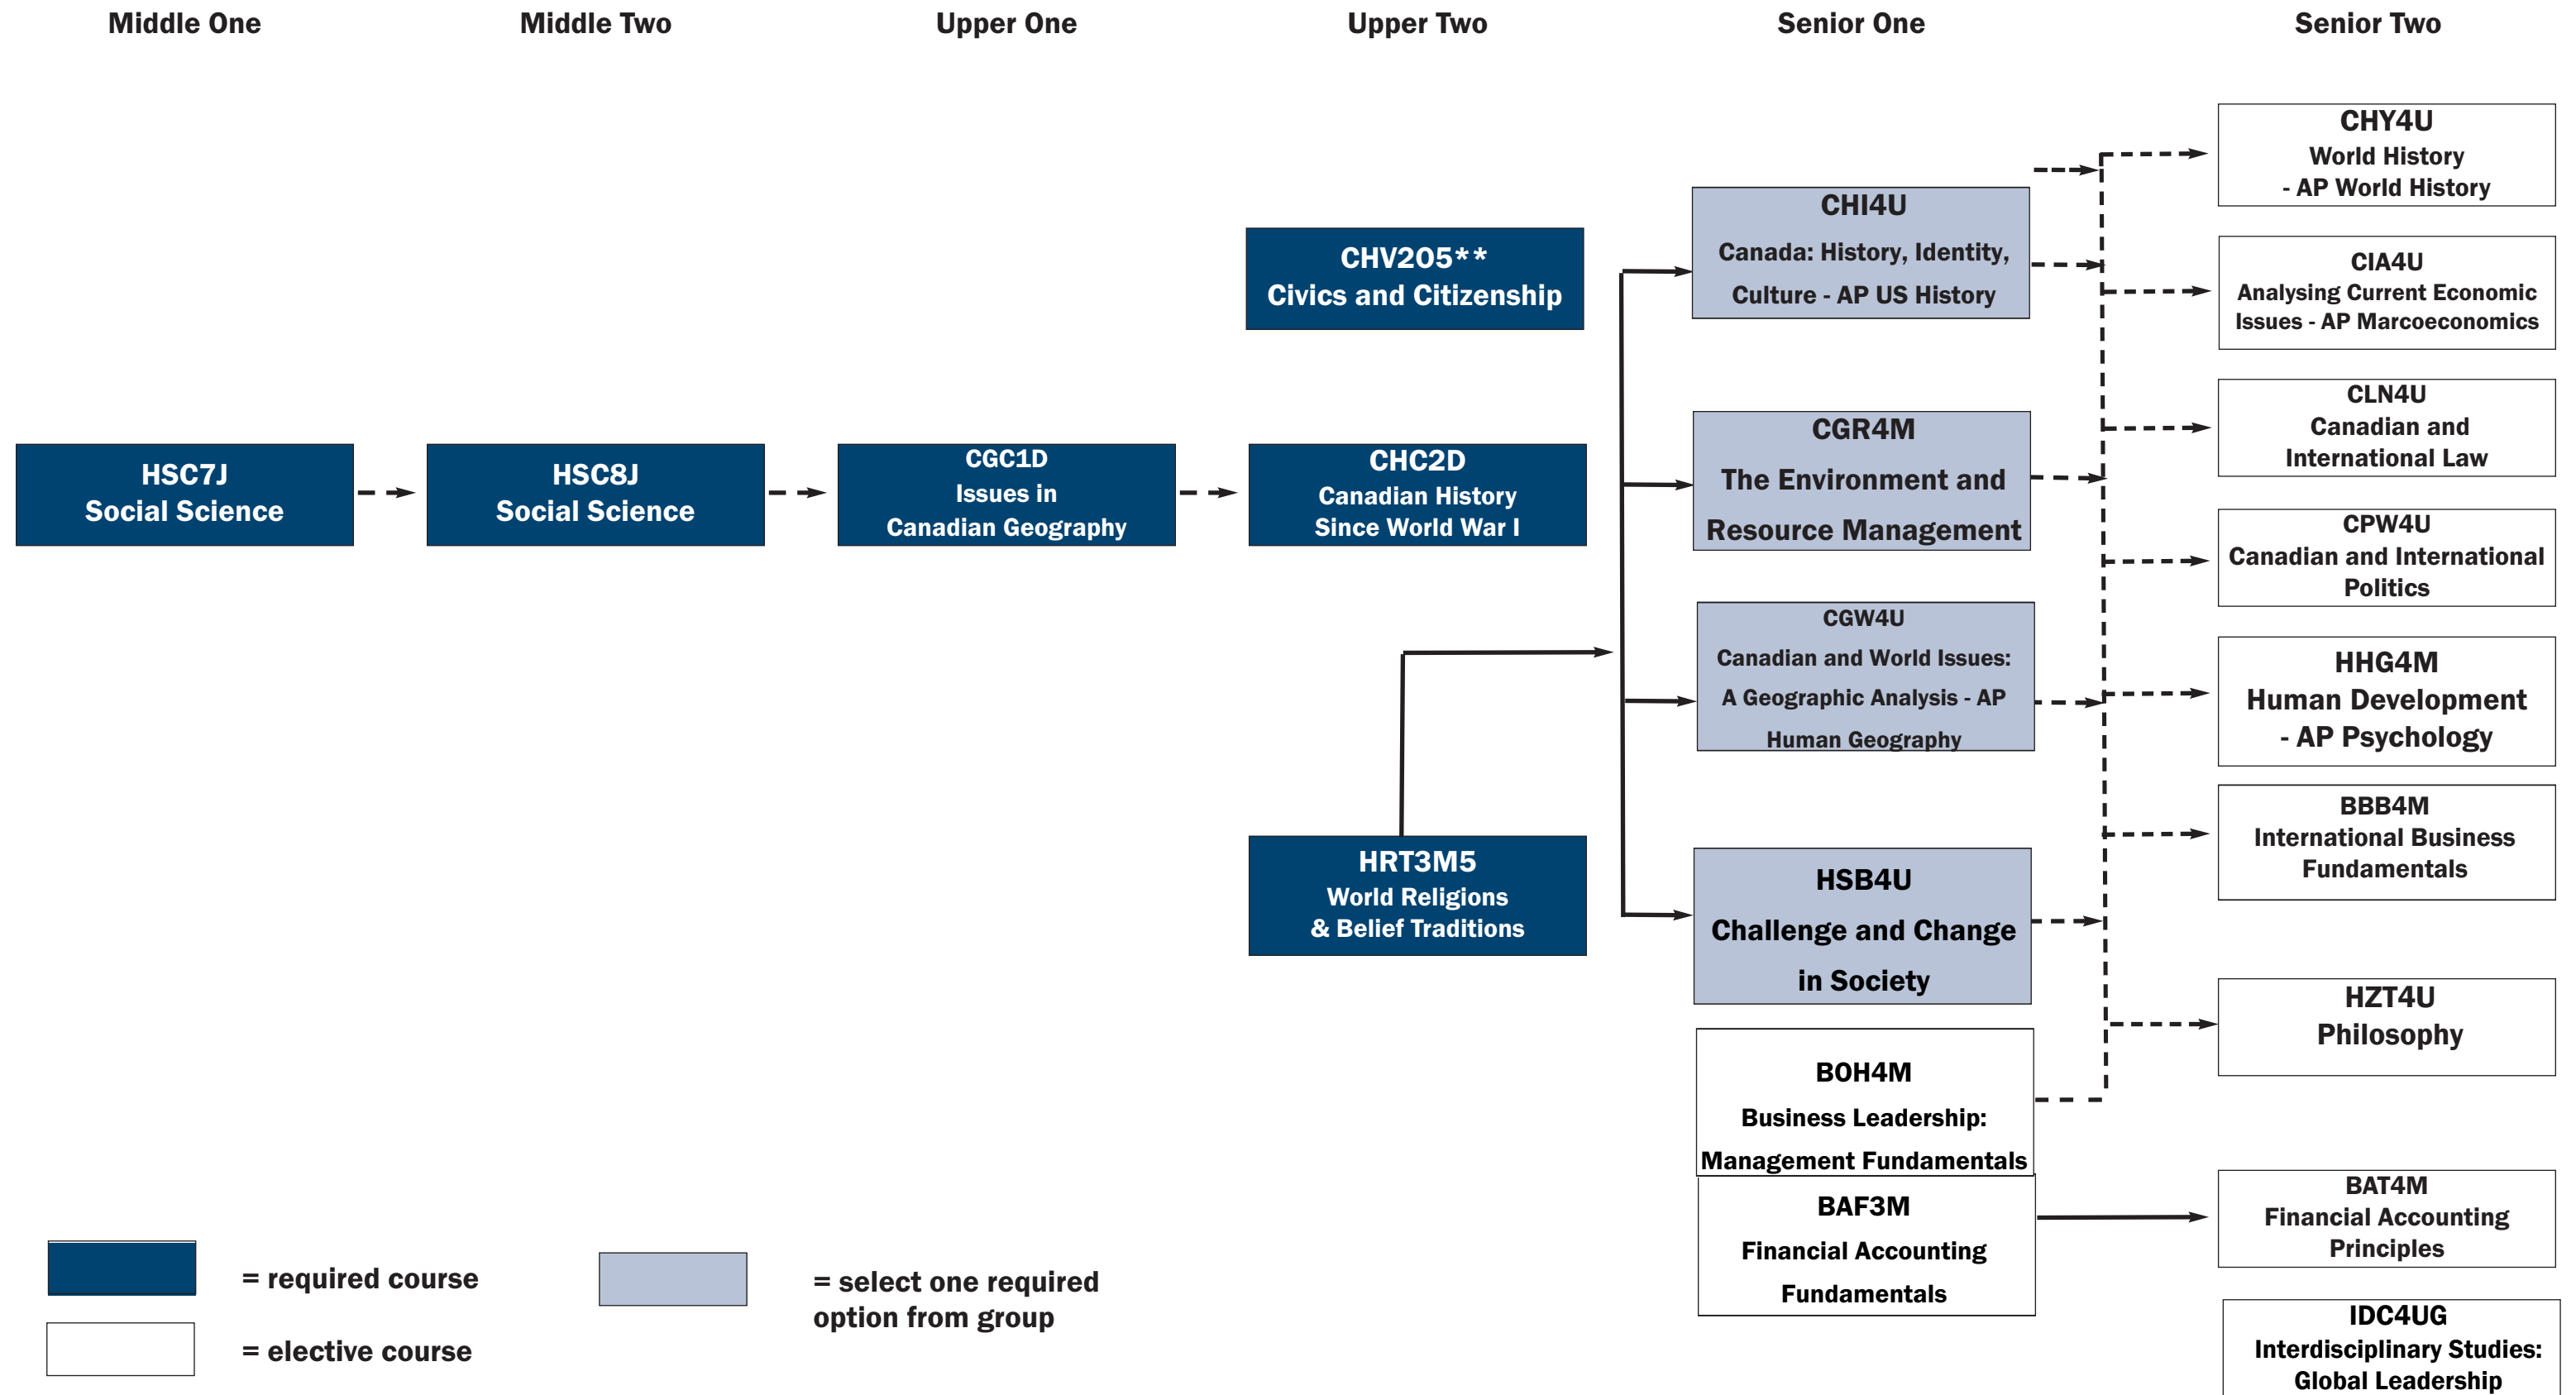 Middle One
Middle Two
Upper One
Upper Two
Senior One
Senior Two
HSC7J
Social Science
HSC8J
Social Science
CGC1D
Issues in
Canadian Geography
CHV2O5**
Civics and Citizenship
CHC2D
Canadian History
Since World War I
HRT3M5
World Religions
& Belief Traditions
CHI4U
Canada: History, Identity,
Culture - AP US History
CGR4M
The Environment and
Resource Management
CGW4U
Canadian and World Issues:
A Geographic Analysis - AP
Human Geography
HSB4U
Challenge and Change
in Society
BOH4M
Business Leadership:
Management Fundamentals
BAF3M
Financial Accounting
Fundamentals
CHY4U
World History
- AP World History
CIA4U
Analysing Current Economic
Issues - AP Marcoeconomics
CLN4U
Canadian and
International Law
CPW4U
Canadian and International
Politics
HHG4M
Human Development
- AP Psychology
BBB4M
International Business
Fundamentals
HZT4U
Philosophy
BAT4M
Financial Accounting
Principles
IDC4UG
Interdisciplinary Studies:
Global Leadership
= required course
= elective course
= select one required
option from group